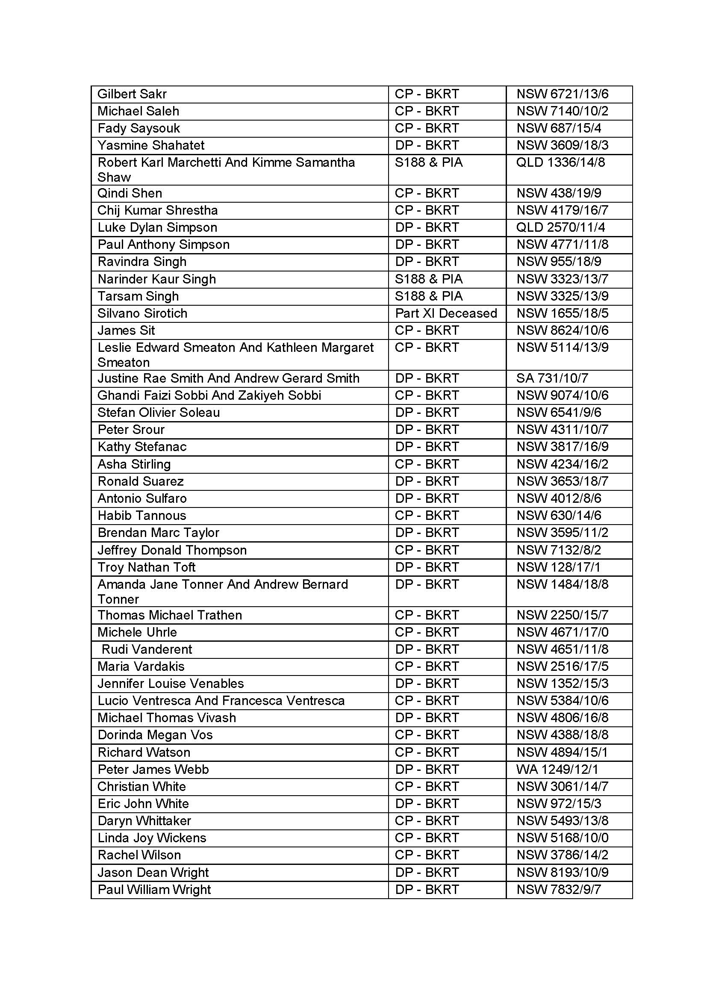 Gilbert Sakr CP - BKRT NSW 6721/13/6
Michael Saleh CP - BKRT NSW 7140/10/2
Fady Saysouk CP - BKRT NSW 687/15/4
Yasmine Shahatet DP - BKRT NSW 3609/18/3
Robert Karl Marchetti And Kimme Samantha S188 & PIA QLD 1336/14/8
Shaw
Qindi Shen CP - BKRT NSW 438/19/9
Chij Kumar Shrestha CP - BKRT NSW 4179/16/7
Luke Dylan Simpson DP - BKRT QLD 2570/11/4
Paul Anthony Simpson DP - BKRT NSW 4771/11/8
Ravindra Singh DP - BKRT NSW 955/18/9
Narinder Kaur Singh S188 & PIA NSW 3323/13/7
Tarsam Singh S188 & PIA NSW 3325/13/9
Silvano Sirotich Part XI Deceased NSW 1655/18/5
James Sit CP - BKRT NSW 8624/10/6
Leslie Edward Smeaton And Kathleen Margaret CP - BKRT NSW 5114/13/9
Smeaton
Justine Rae Smith And Andrew Gerard Smith DP - BKRT SA 731/10/7
Ghandi Faizi Sobbi And Zakiyeh Sobbi CP - BKRT NSW 9074/10/6
Stefan Olivier Soleau DP - BKRT NSW 6541/9/6
Peter Srour DP - BKRT NSW 4311/10/7
Kathy Stefanac DP - BKRT NSW 3817/16/9
Asha Stirling CP - BKRT NSW 4234/16/2
Ronald Suarez DP - BKRT NSW 3653/18/7
Antonio Sulfaro DP - BKRT NSW 4012/8/6
Habib Tannous CP - BKRT NSW 630/14/6
Brendan Marc Taylor DP - BKRT NSW 3595/11/2
Jeffrey Donald Thompson CP - BKRT NSW 7132/8/2
Troy Nathan Toft DP - BKRT NSW 128/17/1
Amanda Jane Tonner And Andrew Bernard DP - BKRT NSW 1484/18/8
Tonner
Thomas Michael Trathen CP - BKRT NSW 2250/15/7
Michele Uhrle CP - BKRT NSW 4671/17/0
Rudi Vanderent DP - BKRT NSW 4651/11/8
Maria Vardakis CP - BKRT NSW 2516/17/5
Jennifer Louise Venables DP - BKRT NSW 1352/15/3
Lucio Ventresca And Francesca Ventresca CP - BKRT NSW 5384/10/6
Michael Thomas Vivash DP - BKRT NSW 4806/16/8
Dorinda Megan Vos CP - BKRT NSW 4388/18/8
Richard Watson CP - BKRT NSW 4894/15/1
Peter James Webb DP - BKRT WA 1249/12/1
Christian White CP - BKRT NSW 3061/14/7
Eric John White DP - BKRT NSW 972/15/3
Daryn Whittaker CP - BKRT NSW 5493/13/8
Linda Joy Wickens CP - BKRT NSW 5168/10/0
Rachel Wilson CP - BKRT NSW 3786/14/2
Jason Dean Wright DP - BKRT NSW 8193/10/9
Paul William Wright DP - BKRT NSW 7832/9/7